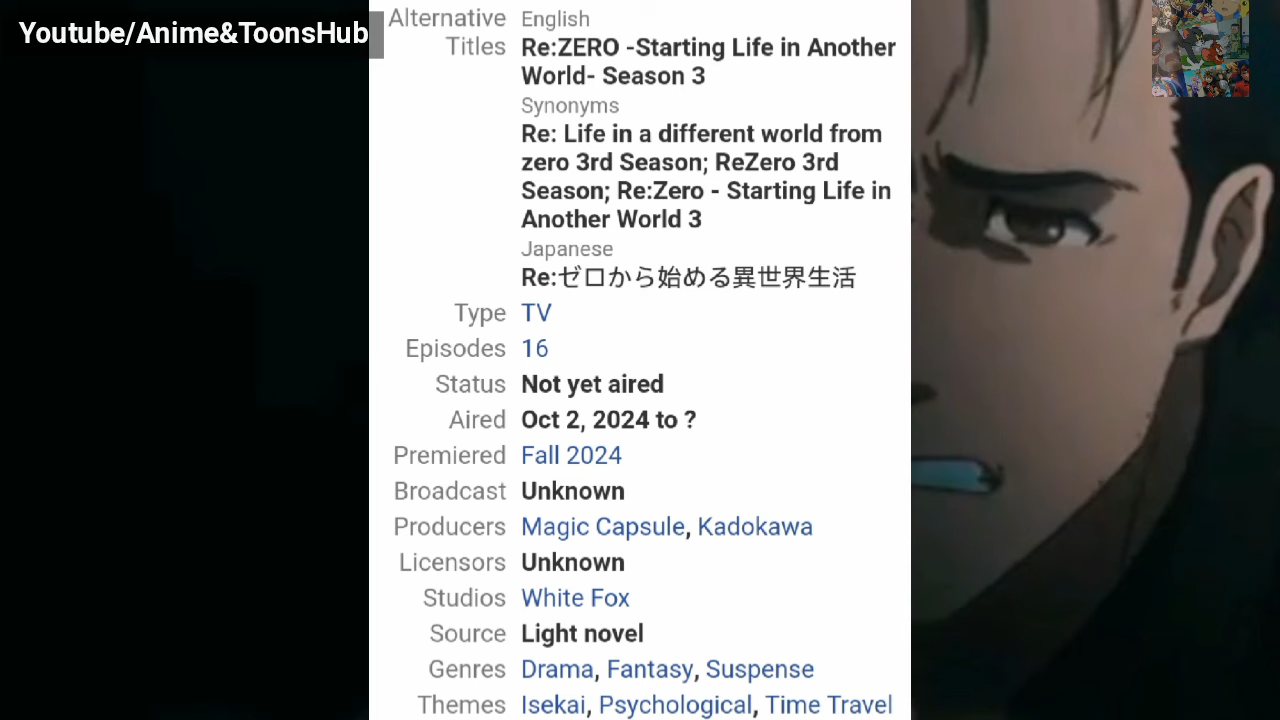 Youtube/Anime&ToonsHub
Alternative English
Titles Re:ZERO -Starting Life in Another
World- Season 3
Synonyms
Re: Life in a different world from
zero 3rd Season; ReZero 3rd
Season; Re:Zero - Starting Life in
Another World 3
Japanese
Re:ゼロから始める異世界生活
Type TV
Episodes 16
Status Not yet aired
Aired Oct 2, 2024 to ?
Premiered Fall 2024
Broadcast Unknown
Producers Magic Capsule, Kadokawa
Licensors Unknown
Studios White Fox
Source Light novel
Genres Drama, Fantasy, Suspense
Themes Isekai, Psychological, Time Travel